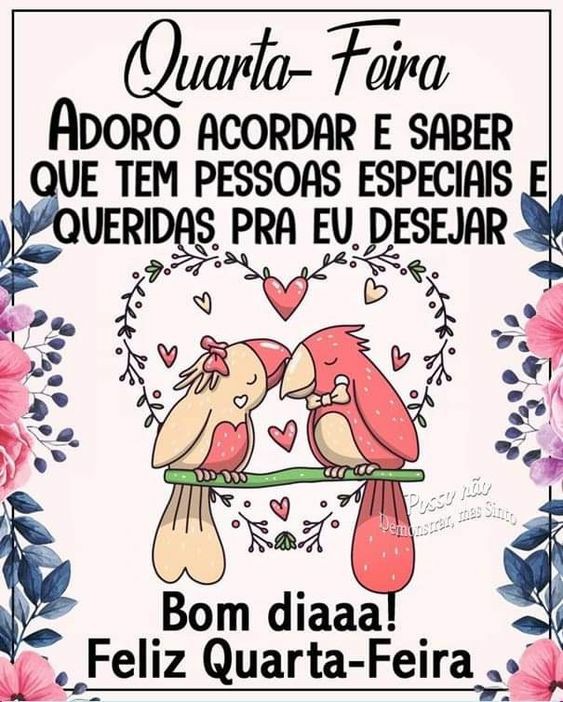 Quarta-Feira
ADORO ACORDAR E SABER
QUE TEM PESSOAS ESPECIAIS E
QUERIDAS PRA EU DESEJAR
Posso não
Demonstrar, mas Sinto
Bom diaaa!
Feliz Quarta-Feira